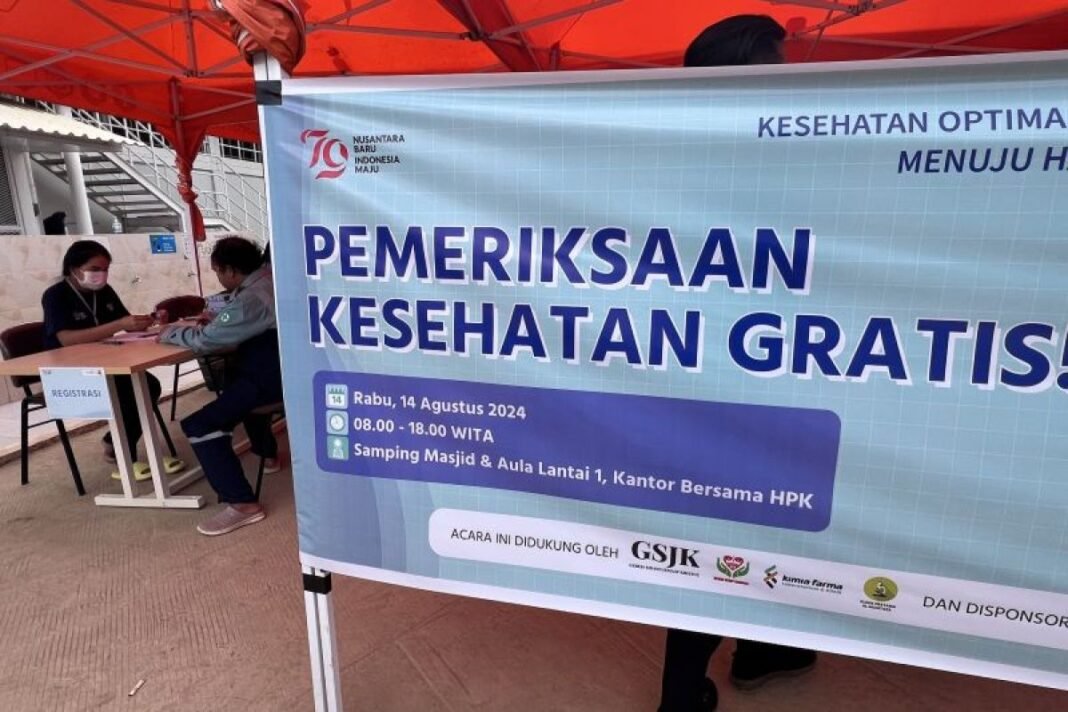 79
NUSANTARA
BARU
INDONESIA
MAJU
KESEHATAN OPTIMA
MENUJU H
PEMERIKSAAN
KESEHATAN GRATIS!
14
Rabu, 14 Agustus 2024
08.00 - 18.00 WITA
Samping Masjid & Aula Lantai 1, Kantor Bersama HPK
ACARA INI DIDUKUNG OLEH
GSJK
kimia farma
DAN DISPONSOR
REGISTRASI